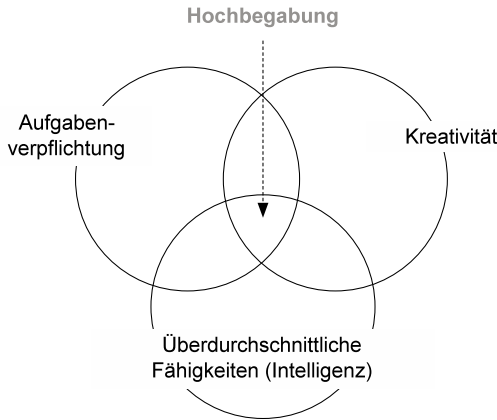 Hochbegabung
Aufgaben-
verpflichtung
Kreativität
Überdurchschnittliche
Fähigkeiten (Intelligenz)